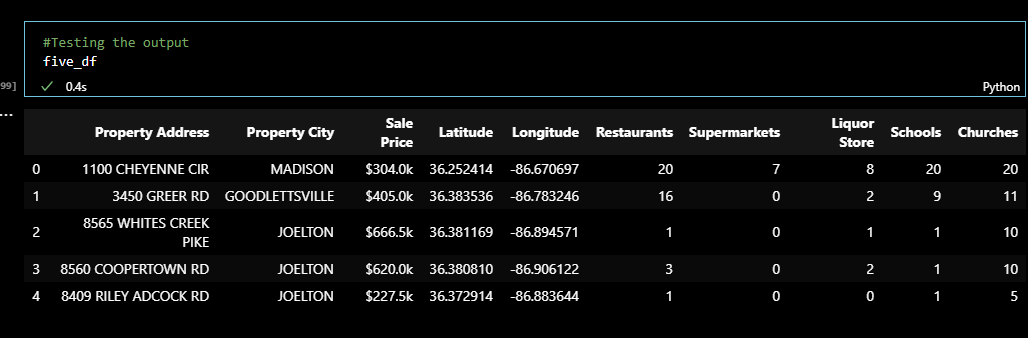 #Testing the output
five_df
99] 0.4s Python
...
Property Address Property City Sale Price Latitude Longitude Restaurants Supermarkets Liquor Store Schools Churches
0 1100 CHEYENNE CIR MADISON $304.0k 36.252414 -86.670697 20 7 8 20 20
1 3450 GREER RD GOODLETTSVILLE $405.0k 36.383536 -86.783246 16 0 2 9 11
2 8565 WHITES CREEK PIKE JOELTON $666.5k 36.381169 -86.894571 1 0 1 1 10
3 8560 COOPERTOWN RD JOELTON $620.0k 36.380810 -86.906122 3 0 2 1 10
4 8409 RILEY ADCOCK RD JOELTON $227.5k 36.372914 -86.883644 1 0 0 1 5